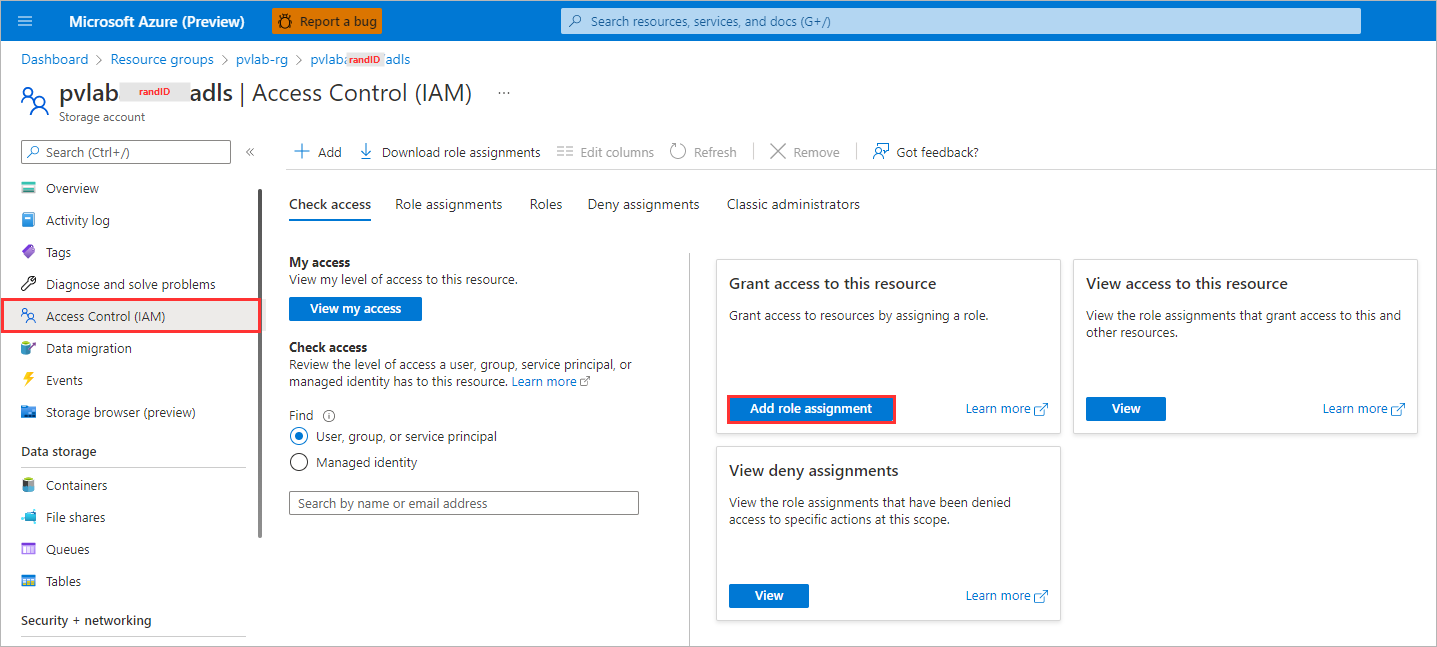 Microsoft Azure (Preview)
Report a bug
Search resources, services, and docs (G+/)
Dashboard > Resource groups > pvlab-rg > pvlabarandIDadls
pvlab randID adls | Access Control (IAM) ...
Storage account
Search (Ctrl+/)
«
Add
Download role assignments
Edit columns
Refresh
Remove
Got feedback?
Overview
Activity log
Tags
Diagnose and solve problems
Access Control (IAM)
Data migration
Events
Storage browser (preview)
Data storage
Containers
File shares
Queues
Tables
Security + networking
Check access
Role assignments
Roles
Deny assignments
Classic administrators
My access
View my level of access to this resource.
View my access
Check access
Review the level of access a user, group, service principal, or
managed identity has to this resource. Learn more
Find
User, group, or service principal
Managed identity
Search by name or email address
Grant access to this resource
Grant access to resources by assigning a role.
Add role assignment
Learn more
View access to this resource
View the role assignments that grant access to this and
other resources.
View
Learn more
View deny assignments
View the role assignments that have been denied
access to specific actions at this scope.
View
Learn more